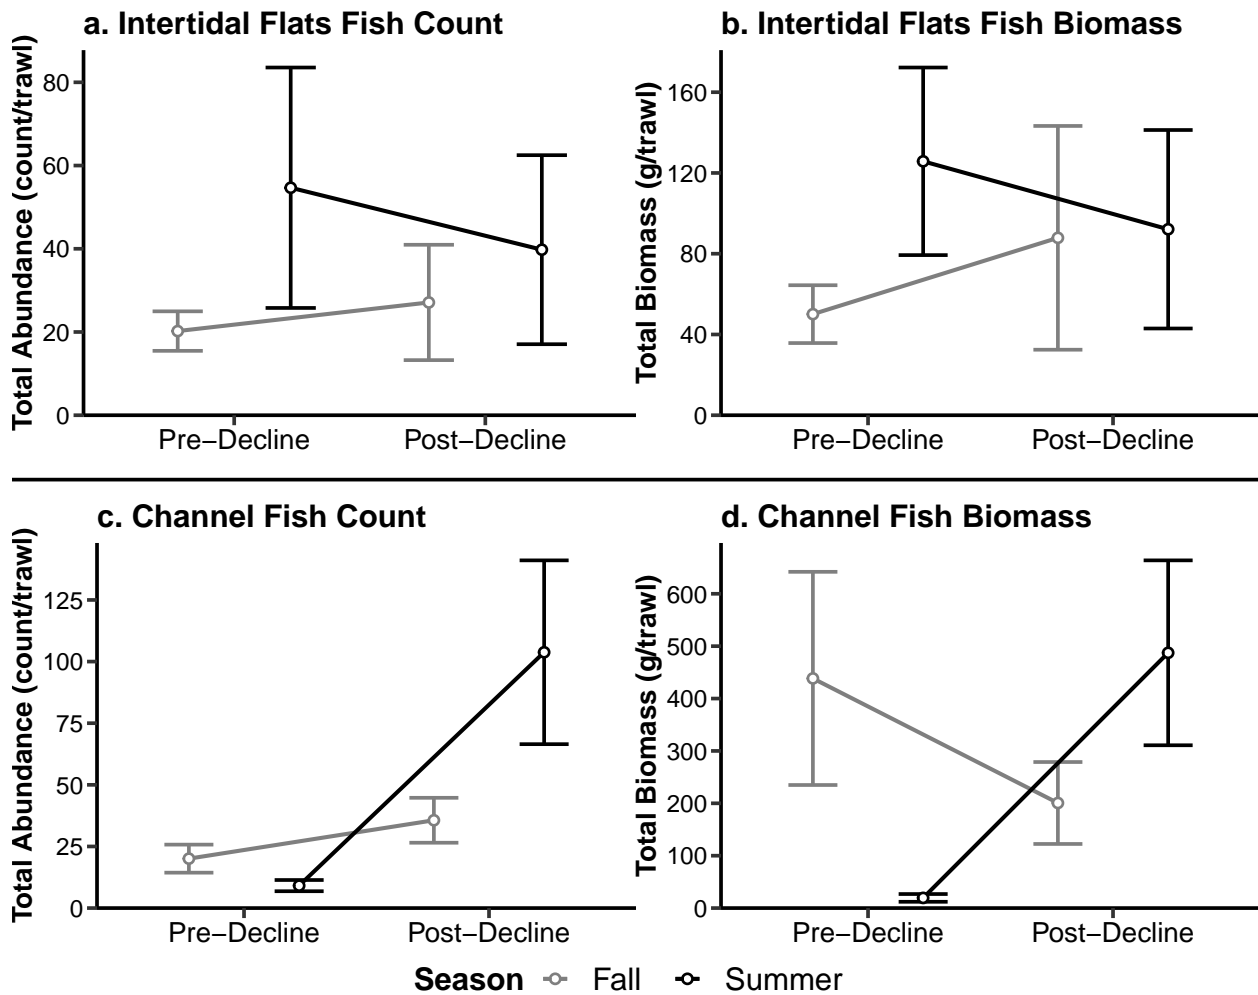 a. Intertidal Flats Fish Count
Total Abundance (count/trawl)
80
60
40
20
0
Pre−Decline
Post−Decline
b. Intertidal Flats Fish Biomass
Total Biomass (g/trawl)
160
120
80
40
0
Pre−Decline
Post−Decline
c. Channel Fish Count
Total Abundance (count/trawl)
125
100
75
50
25
0
Pre−Decline
Post−Decline
d. Channel Fish Biomass
Total Biomass (g/trawl)
600
500
400
300
200
100
0
Pre−Decline
Post−Decline
Season Fall Summer